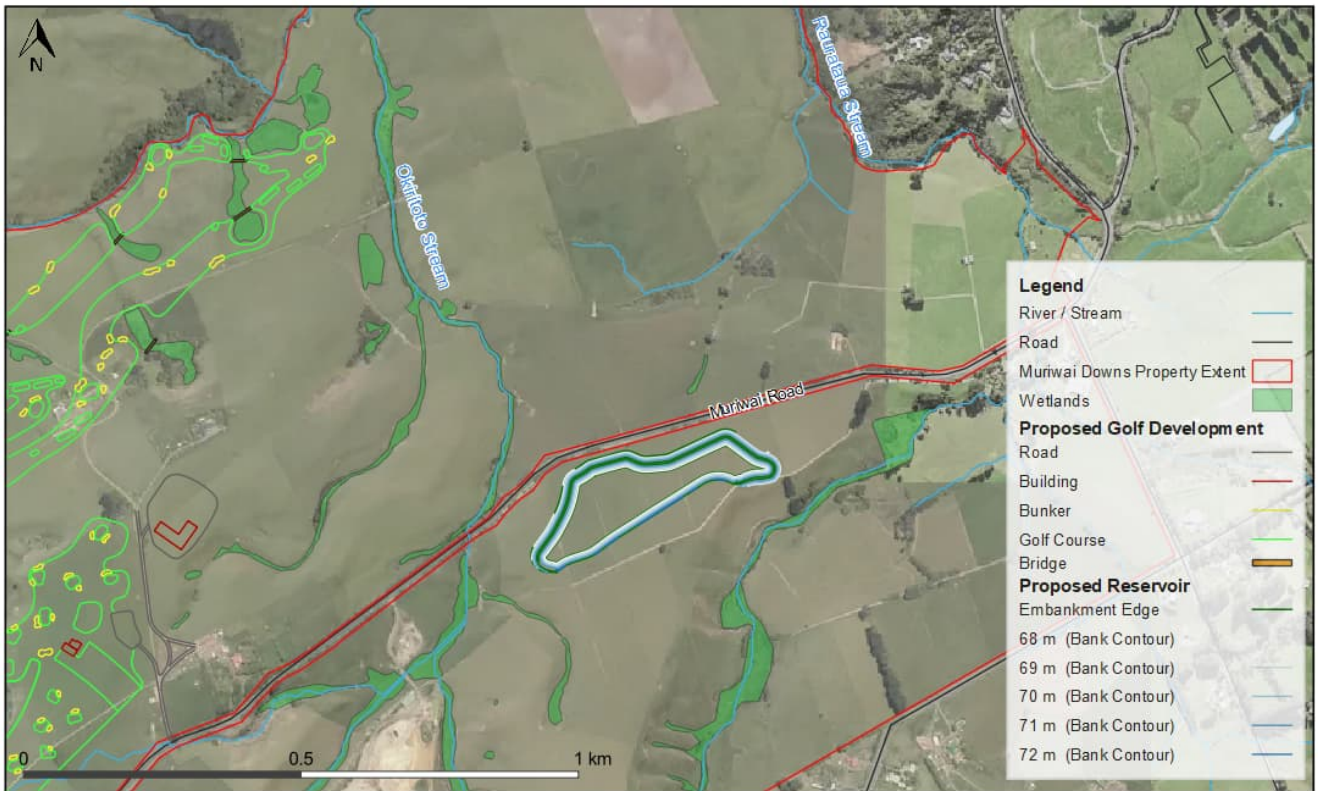 N
Raurataua Stream
Okiritoto Stream
Muriwai Road
Legend
River / Stream
Road
Muriwai Downs Property Extent
Wetlands
Proposed Golf Development
Road
Building
Bunker
Golf Course
Bridge
Proposed Reservoir
Embankment Edge
68 m (Bank Contour)
69 m (Bank Contour)
70 m (Bank Contour)
71 m (Bank Contour)
72 m (Bank Contour)
0 0.5 1 km